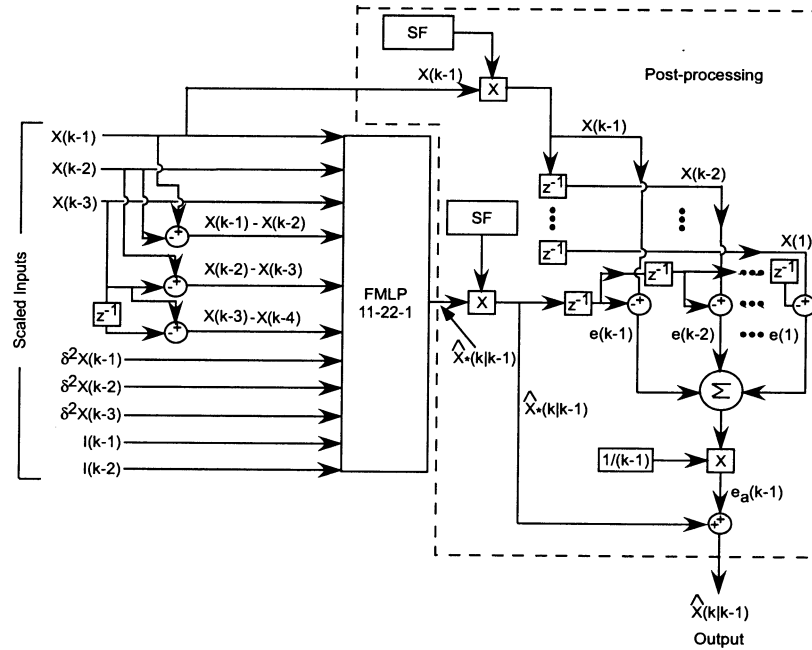 SF
Post-processing
X(k-1)
X
X(k-1)
X(k-1)
X(k-2)
X(k-2)
X(k-3)
z⁻¹
SF
X(1)
X(k-1) - X(k-2)
- +
z⁻¹
z⁻¹
z⁻¹
Scaled Inputs
X(k-2) - X(k-3)
- +
FMLP
11-22-1
X
z⁻¹
+
+
+
z⁻¹
X(k-3) - X(k-4)
- +
e(k-1)
e(k-2)
e(1)
X̂*(k|k-1)
δ²X(k-1)
δ²X(k-2)
X̂*(k|k-1)
Σ
δ²X(k-3)
I(k-1)
1/(k-1)
X
I(k-2)
eₐ(k-1)
+ +
X̂(k|k-1)
Output